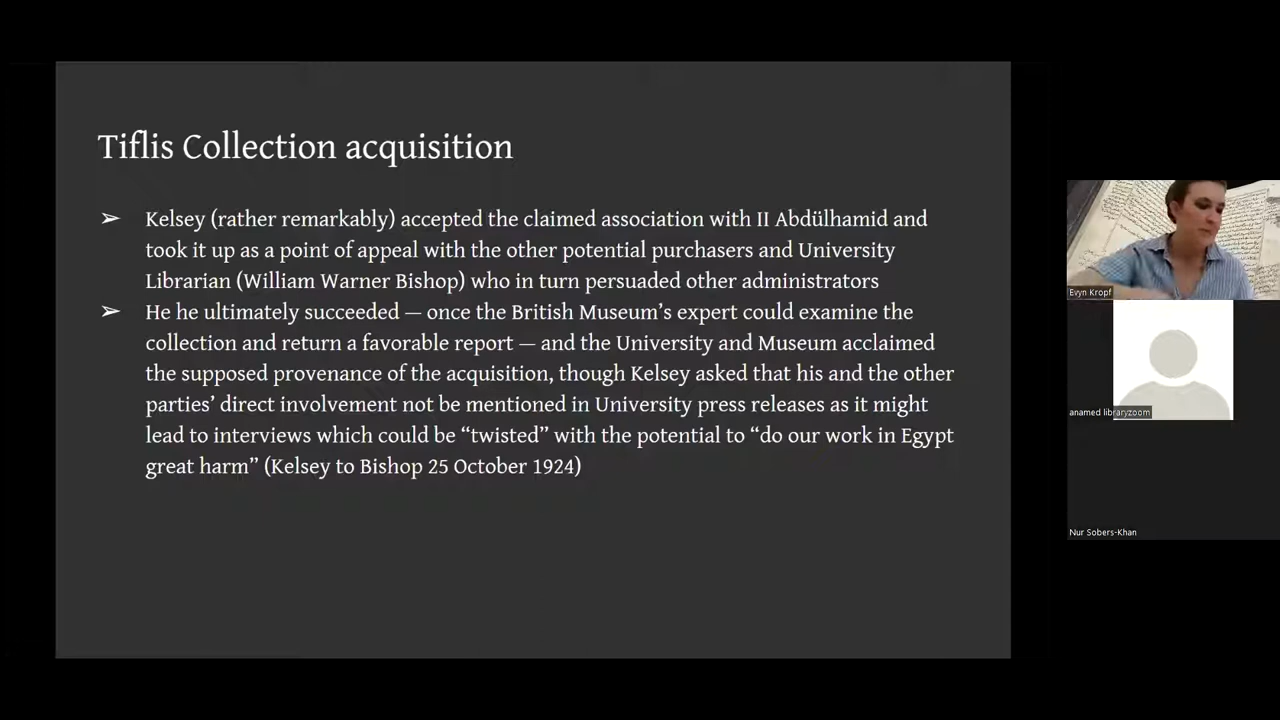 Tiflis Collection acquisition
➢ Kelsey (rather remarkably) accepted the claimed association with II Abdülhamid and
took it up as a point of appeal with the other potential purchasers and University
Librarian (William Warner Bishop) who in turn persuaded other administrators
➢ He he ultimately succeeded — once the British Museum’s expert could examine the
collection and return a favorable report — and the University and Museum acclaimed
the supposed provenance of the acquisition, though Kelsey asked that his and the other
parties’ direct involvement not be mentioned in University press releases as it might
lead to interviews which could be “twisted” with the potential to “do our work in Egypt
great harm” (Kelsey to Bishop 25 October 1924)
Evyn Kropf
anamed libraryzoom
Nur Sobers-Khan